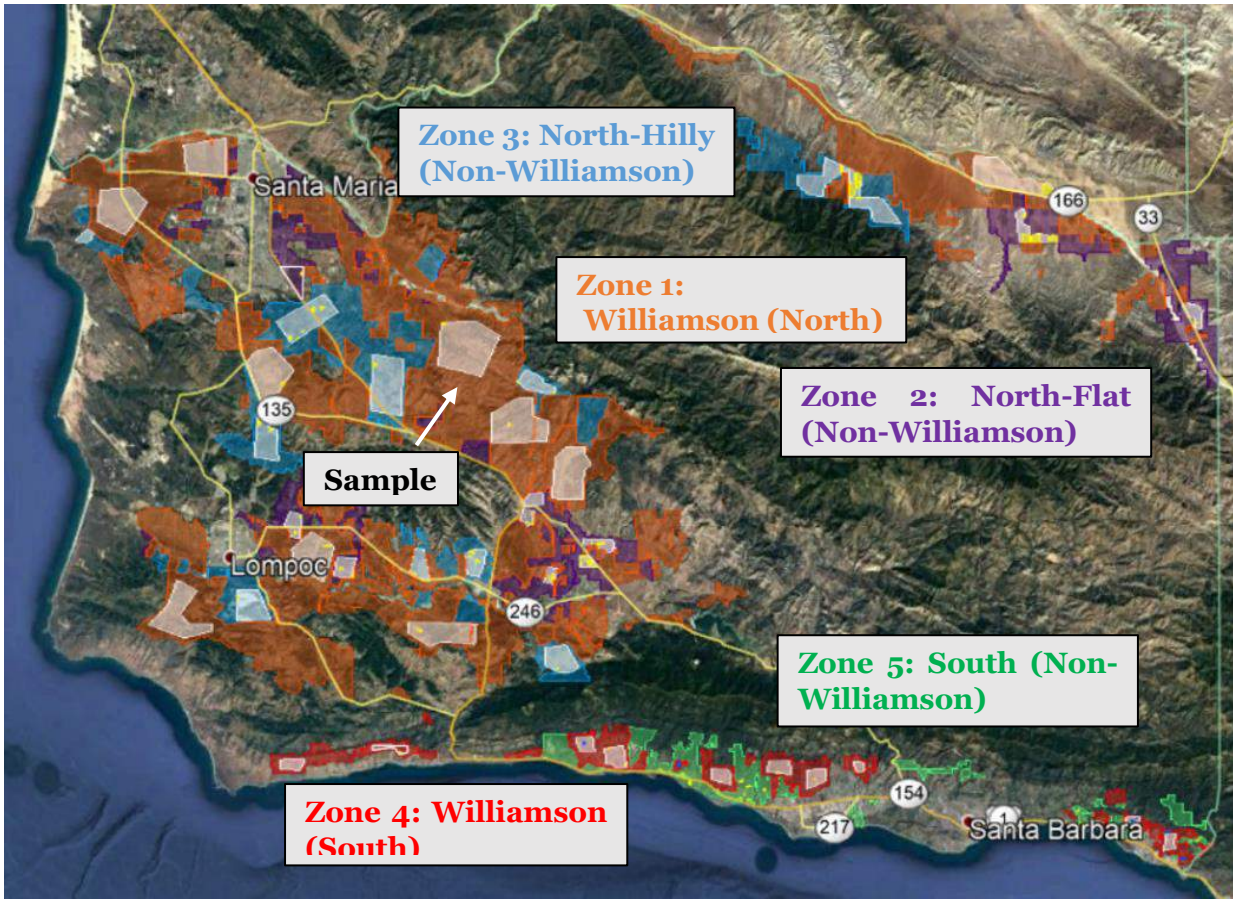 Zone 3: North-Hilly
(Non-Williamson)
Santa Maria
166
33
Zone 1:
Williamson (North)
Zone 2: North-Flat
(Non-Williamson)
135
Sample
Lompoc
246
Zone 5: South (Non-
Williamson)
Zone 4: Williamson
(South)
154
217
1
Santa Barbara